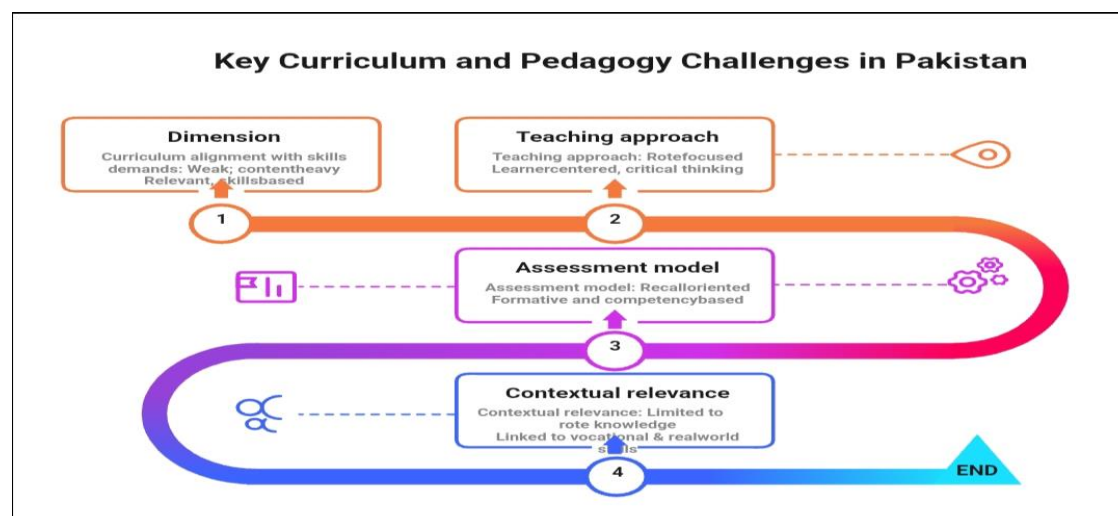 Key Curriculum and Pedagogy Challenges in Pakistan
Dimension
Curriculum alignment with skills
demands: Weak; contentheavy
Relevant, skillsbased
1
Teaching approach
Teaching approach: Rotefocused
Learnercentered, critical thinking
2
Assessment model
Assessment model: Recalloriented
Formative and competencybased
3
Contextual relevance
Contextual relevance: Limited to
rote knowledge
Linked to vocational & realworld
skills
4
END